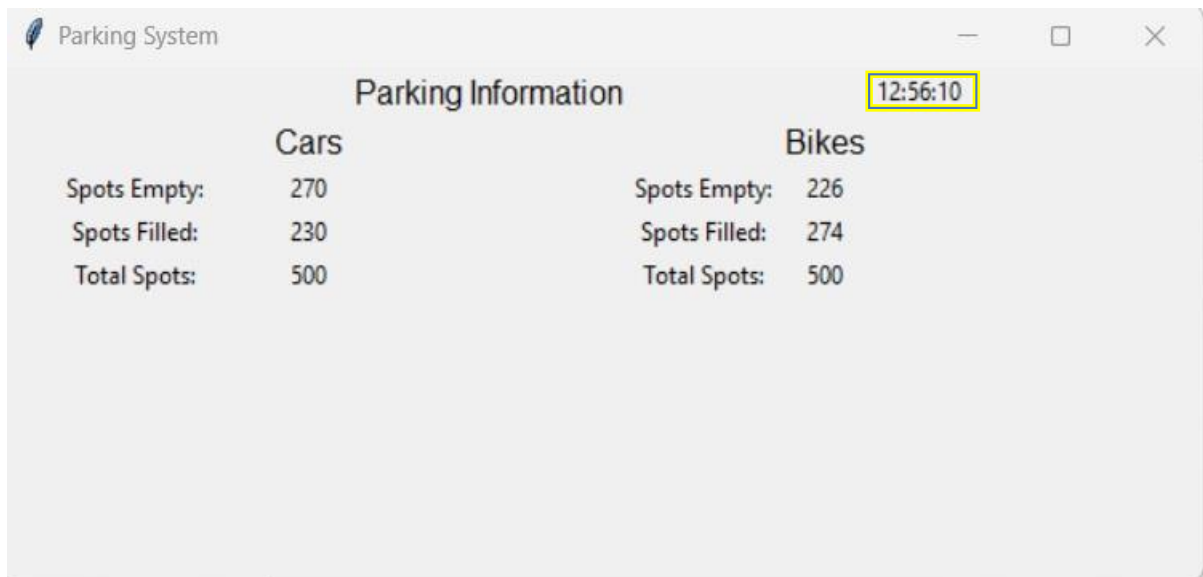 Parking System
Parking Information 12:56:10
Cars Bikes
Spots Empty: 270 Spots Empty: 226
Spots Filled: 230 Spots Filled: 274
Total Spots: 500 Total Spots: 500